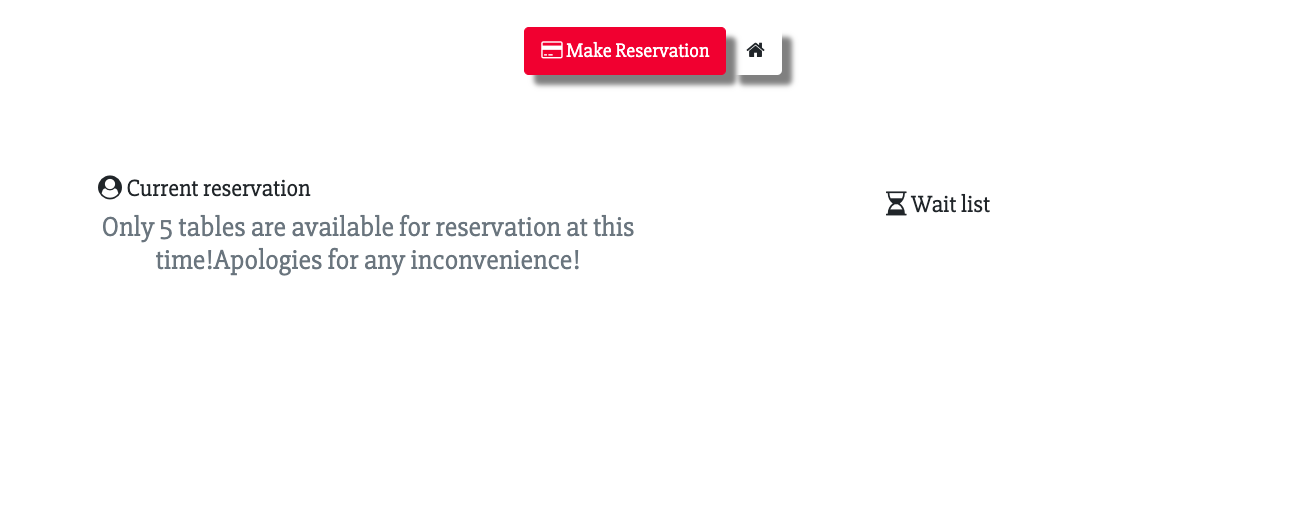 Make Reservation
Current reservation
Wait list
Only 5 tables are available for reservation at this
time!Apologies for any inconvenience!